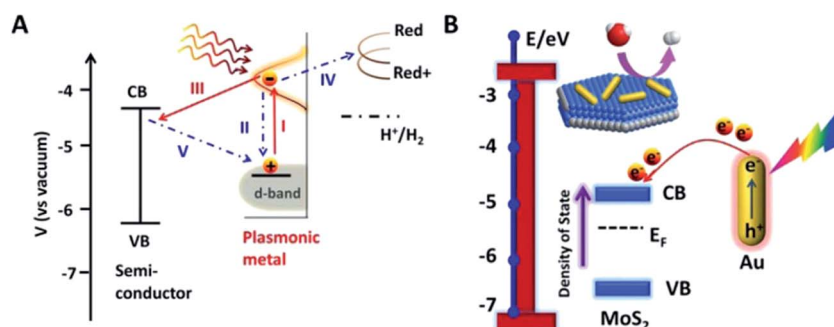 A
V (vs vacuum)
-4
-5
-6
-7
CB
VB
Semi-
conductor
III
II
I
IV
V
Red
Red+
H⁺/H₂
d-band
Plasmonic
metal
B
E/eV
-3
-4
-5
-6
-7
Density of State
e⁻ e⁻
e⁻ e⁻
CB
E_F
VB
MoS₂
e⁻
h⁺
Au